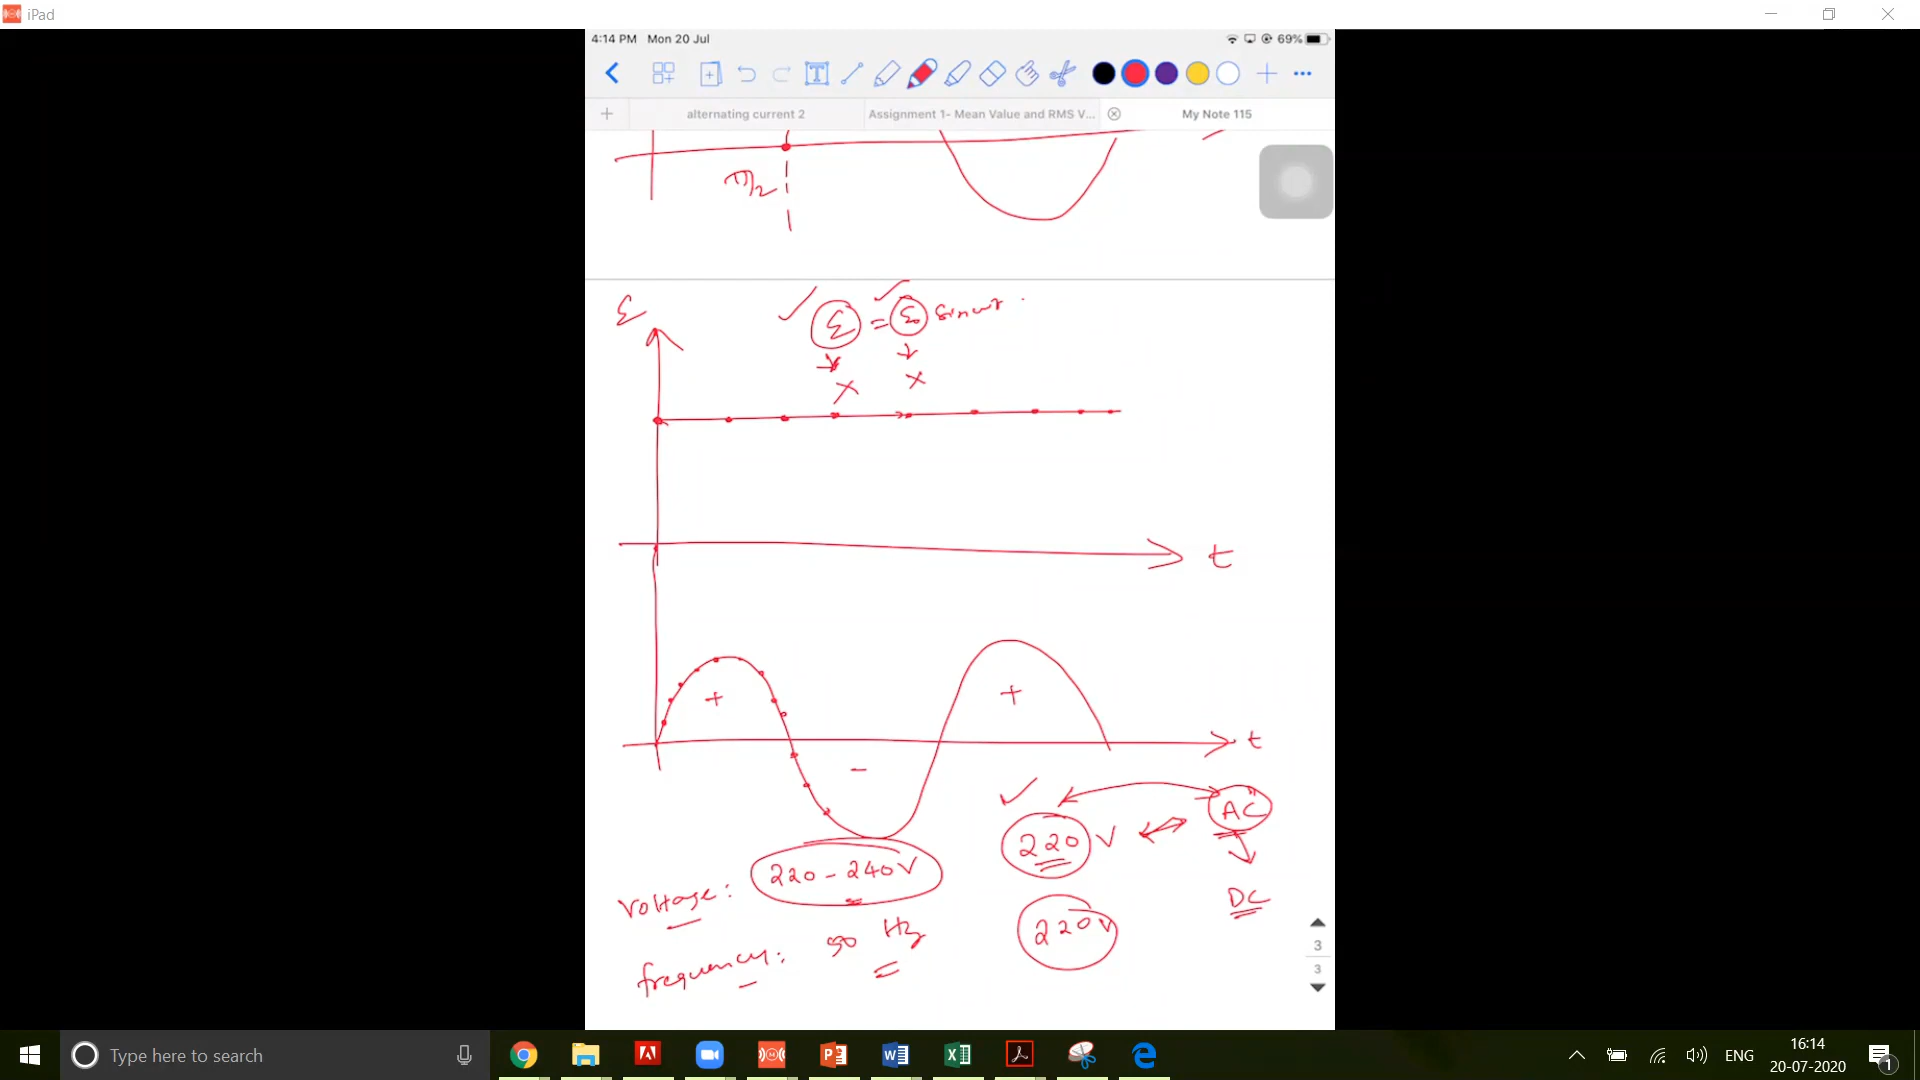 iPad
4:14 PM Mon 20 Jul
69%
alternating current 2
Assignment 1- Mean Value and RMS V...
My Note 115
π/2
ε
ε = ε₀ sinωt
x x
t
+ - +
t
220 V AC
DC
Voltage: 220 - 240 V
220 V
frequency: 50 Hz
3
3
Type here to search
ENG
16:14
20-07-2020
1